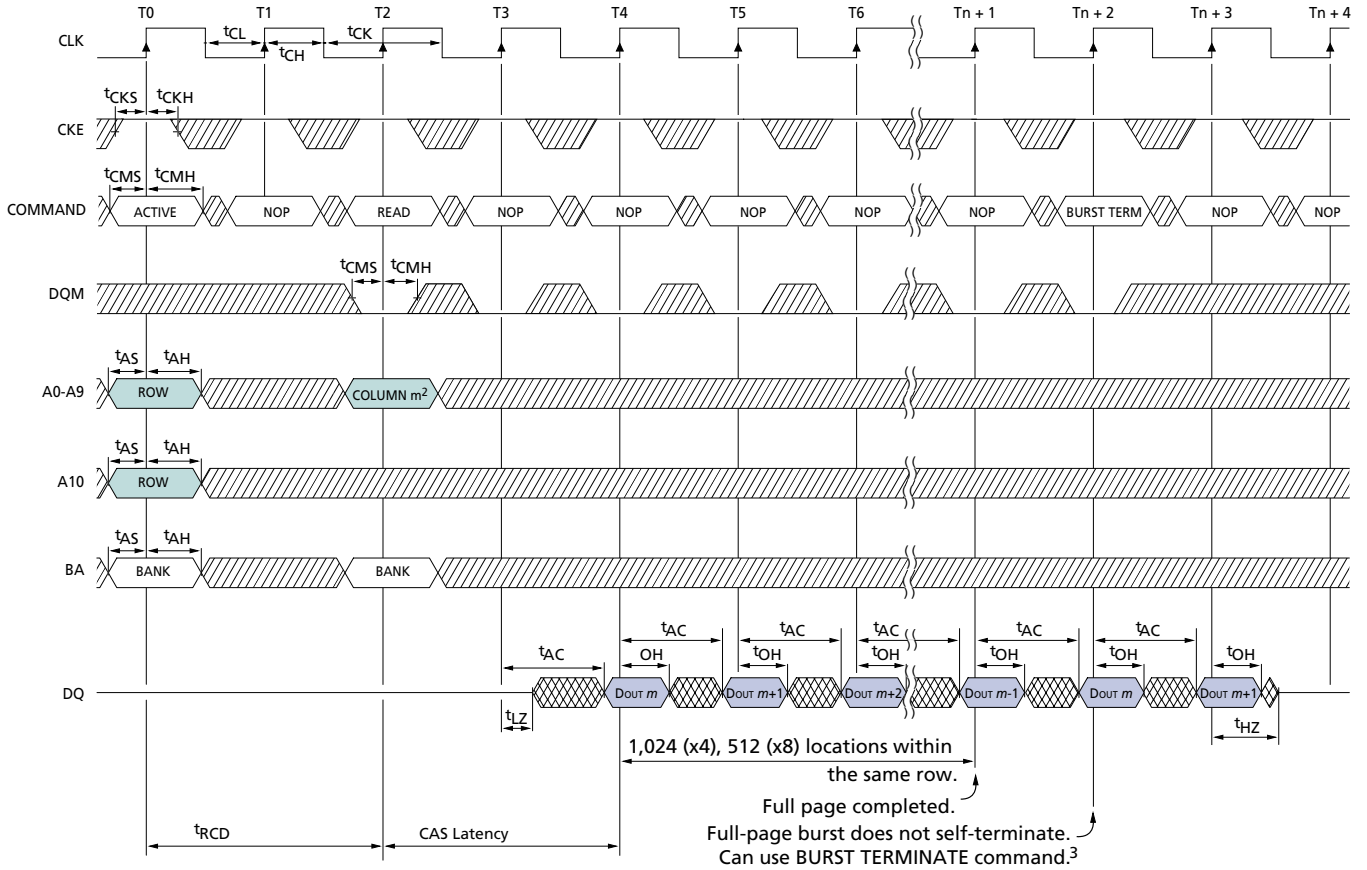 T0 T1 T2 T3 T4 T5 T6 Tn + 1 Tn + 2 Tn + 3 Tn + 4
CLK
tCL
tCK
tCH
tCKS tCKH
CKE
tCMS tCMH
COMMAND
ACTIVE NOP READ NOP NOP NOP NOP NOP BURST TERM NOP NOP
tCMS tCMH
DQM
tAS tAH
A0-A9
ROW
COLUMN m2
tAS tAH
A10
ROW
tAS tAH
BA
BANK
BANK
tAC tAC tAC tAC tAC
tAC
OH tOH tOH tOH tOH tOH
DQ
DOUT m DOUT m+1 DOUT m+2 DOUT m-1 DOUT m DOUT m+1
tLZ
tHZ
1,024 (x4), 512 (x8) locations within
the same row.
Full page completed.
tRCD
CAS Latency
Full-page burst does not self-terminate.
Can use BURST TERMINATE command.3